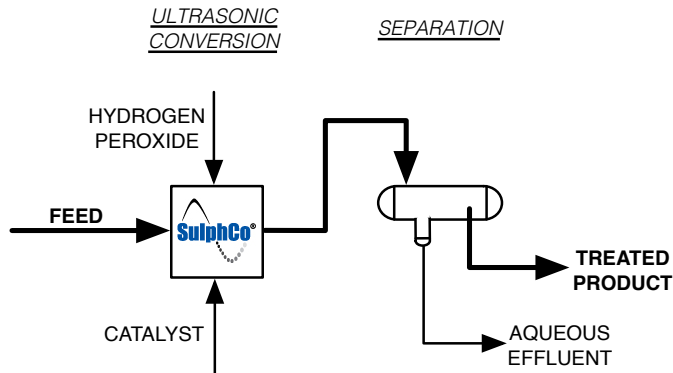 ULTRASONIC
CONVERSION
SEPARATION
HYDROGEN
PEROXIDE
FEED
SulphCo®
TREATED
PRODUCT
CATALYST
AQUEOUS
EFFLUENT